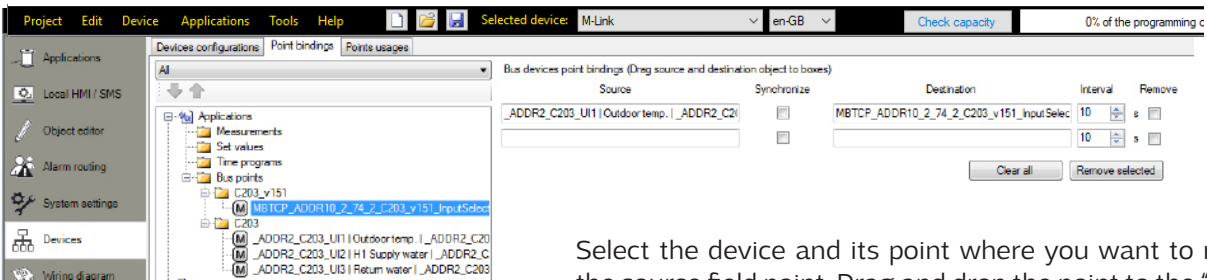 Project Edit Device Applications Tools Help Selected device: M-Link en-GB Check capacity 0% of the programming
Devices configurations Point bindings Points usages
Applications
Local HMI / SMS
Object editor
Alarm routing
System settings
Devices
Wiring diagram
All
Applications
Measurements
Set values
Time programs
Bus points
C203_v151
MBTCP_ADDR10_2_74_2_C203_v151_InputSelect
C203
_ADDR2_C203_UI1 | Outdoor temp. | _ADDR2_C20
_ADDR2_C203_UI2 | H1 Supply water | _ADDR2_C
_ADDR2_C203_UI3 | Return water | _ADDR2_C203
Bus devices point bindings (Drag source and destination object to boxes)
Source Synchronize Destination Interval Remove
_ADDR2_C203_UI1 | Outdoor temp. | _ADDR2_C2 MBTCP_ADDR10_2_74_2_C203_v151_InputSelec 10 s
10 s
Clear all Remove selected
Select the device and its point where you want to
the source field point. Drag and drop the point to the "